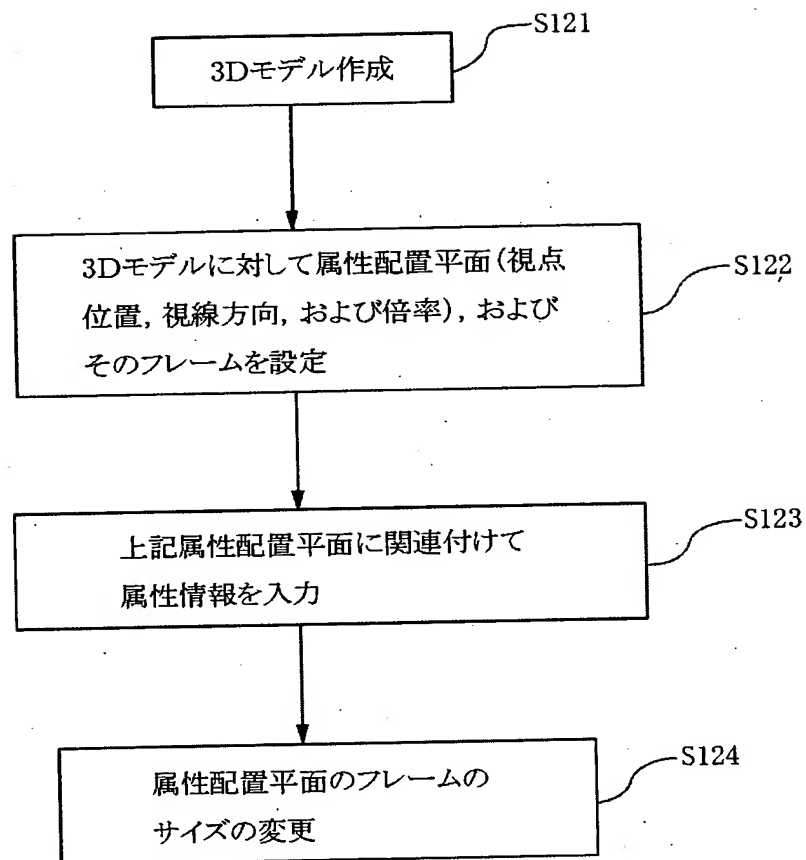 S121
3Dモデル作成
S122
3Dモデルに対して属性配置平面(視点
位置, 視線方向, および倍率), および
そのフレームを設定
S123
上記属性配置平面に関連付けて
属性情報を入力
S124
属性配置平面のフレームの
サイズの変更